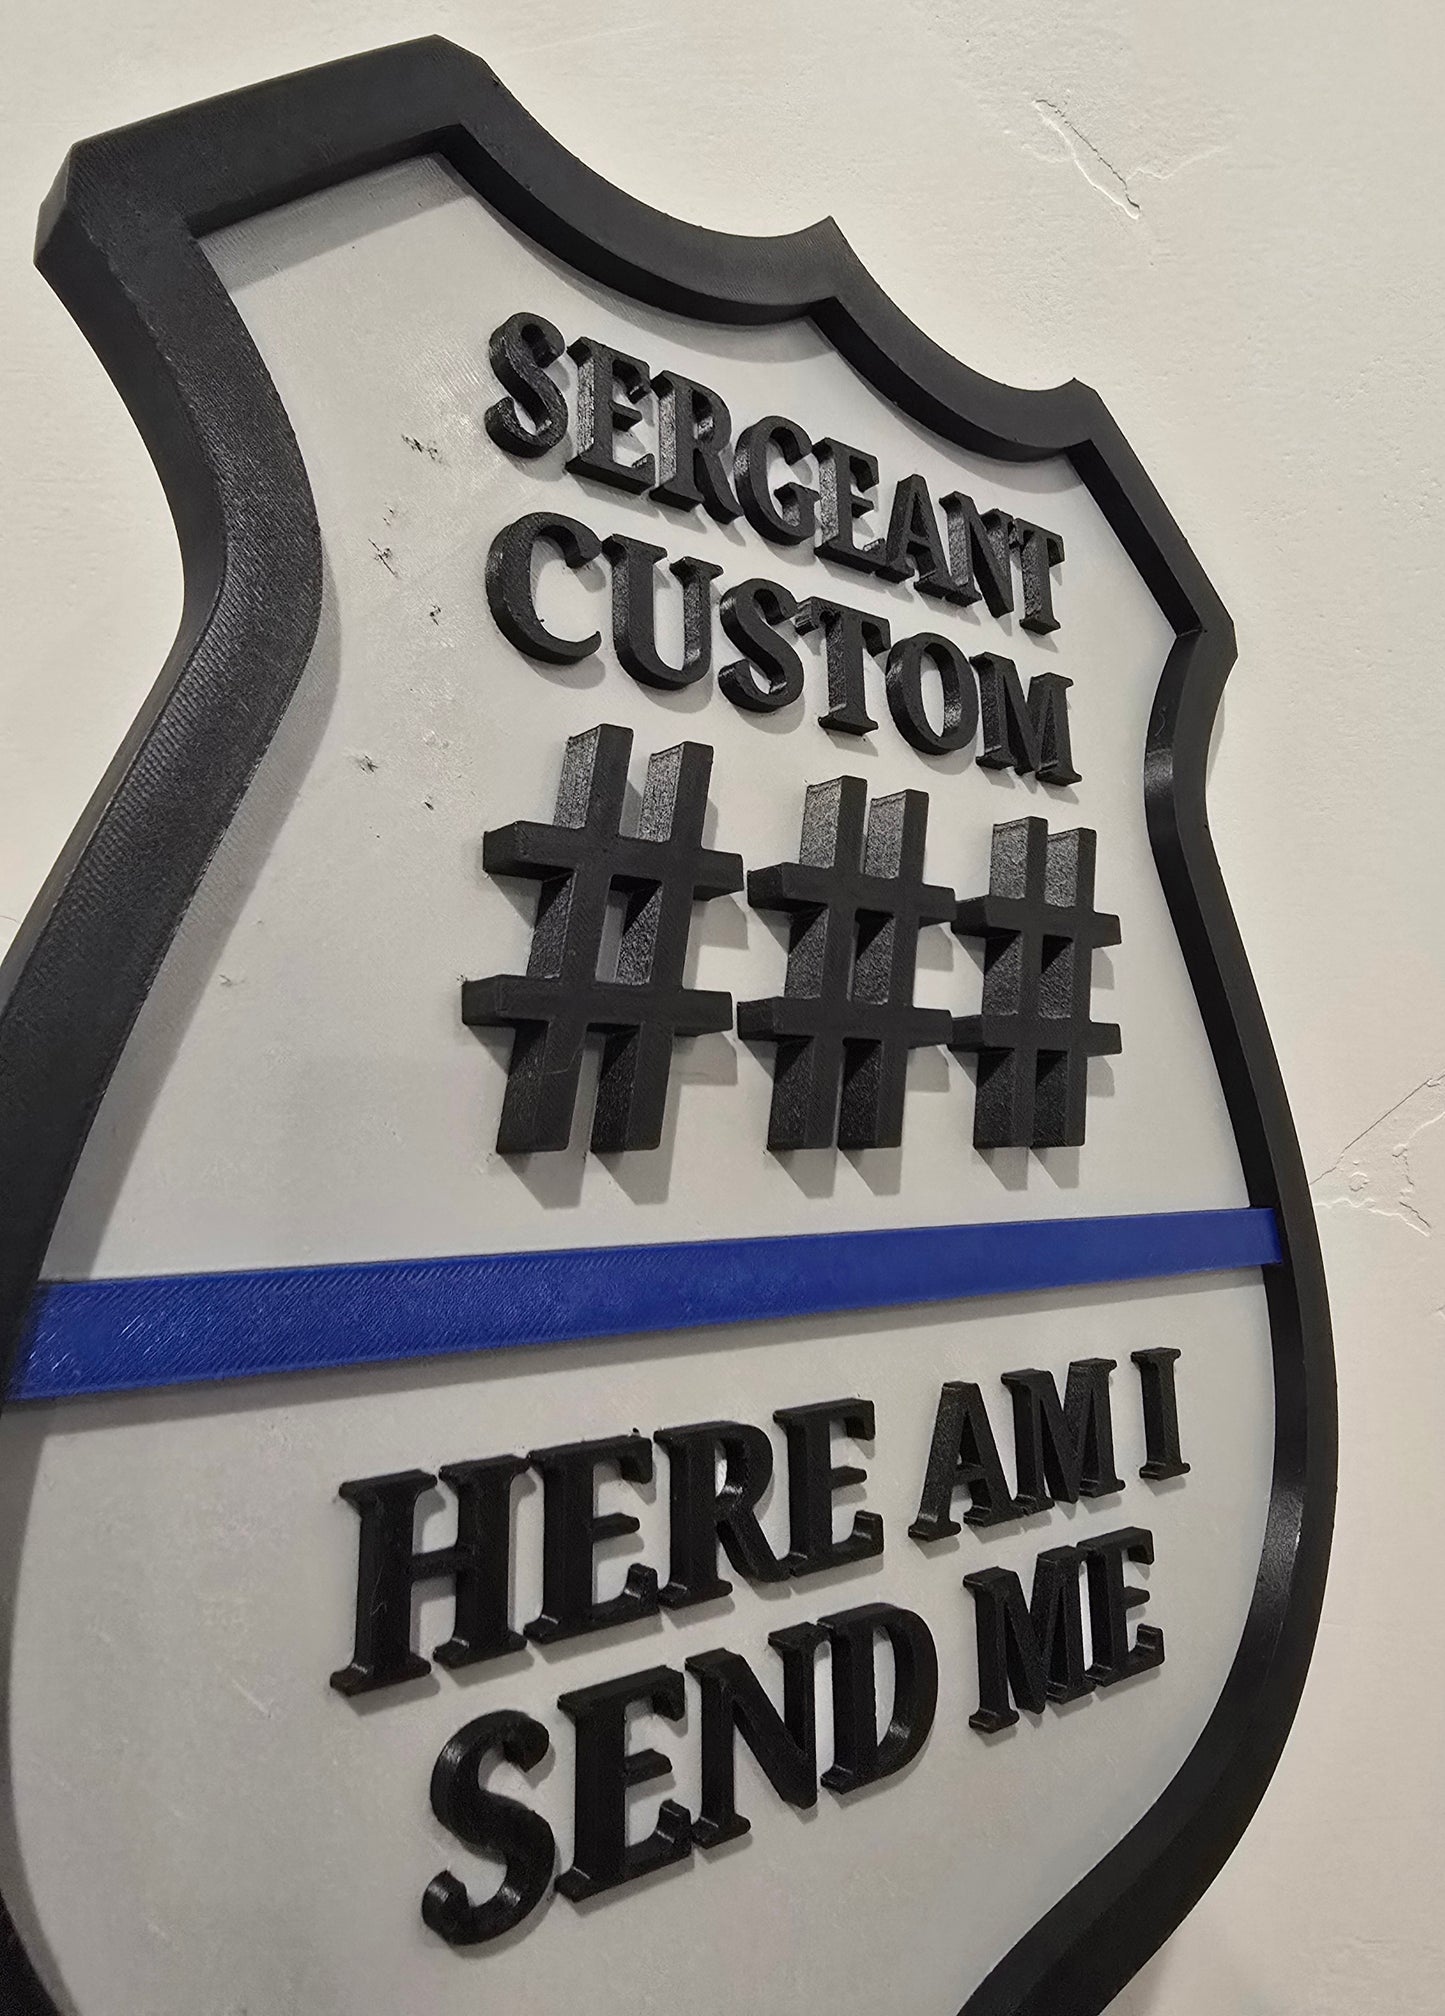 SERGEANT
CUSTOM
###
HERE AM I
SEND ME